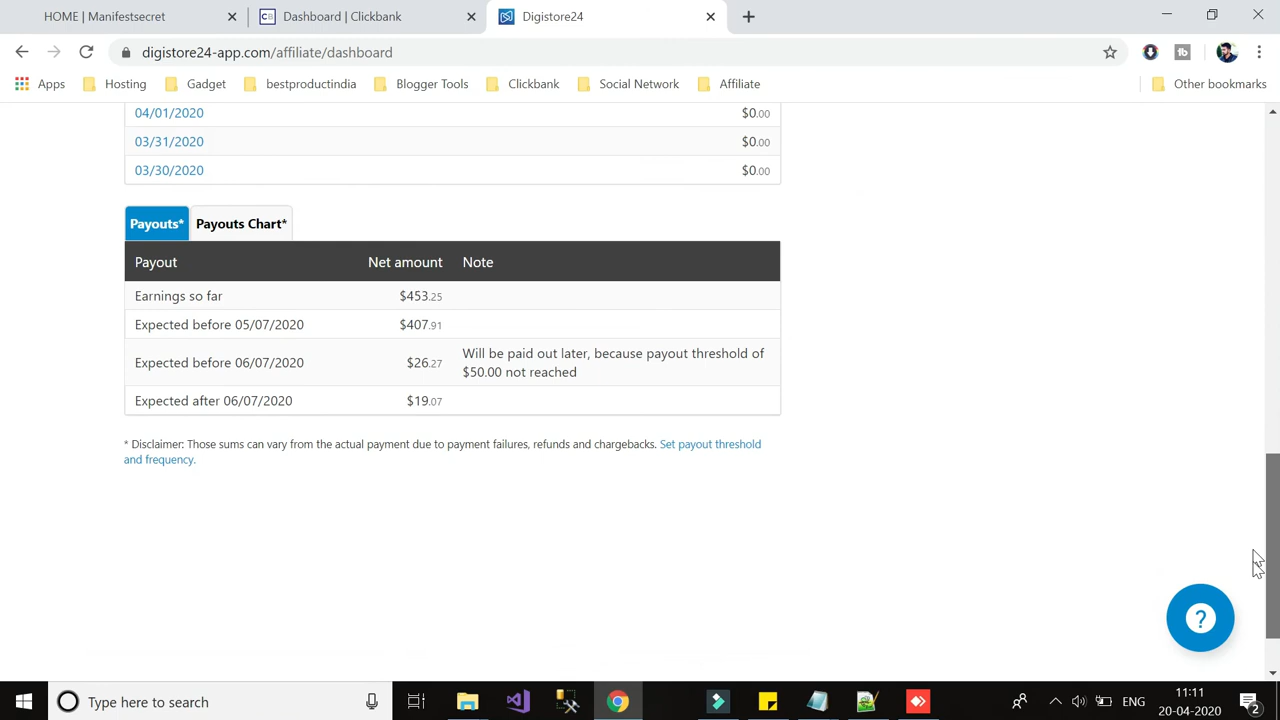 HOME | Manifestsecret
CB Dashboard | Clickbank
Digistore24
digistore24-app.com/affiliate/dashboard
tb
Apps
Hosting
Gadget
bestproductindia
Blogger Tools
Clickbank
Social Network
Affiliate
Other bookmarks
04/01/2020 $0.00
03/31/2020 $0.00
03/30/2020 $0.00
Payouts* Payouts Chart*
Payout Net amount Note
Earnings so far $453.25
Expected before 05/07/2020 $407.91
Expected before 06/07/2020 $26.27 Will be paid out later, because payout threshold of
$50.00 not reached
Expected after 06/07/2020 $19.07
* Disclaimer: Those sums can vary from the actual payment due to payment failures, refunds and chargebacks. Set payout threshold
and frequency.
?
Type here to search
ENG
11:11
20-04-2020
2